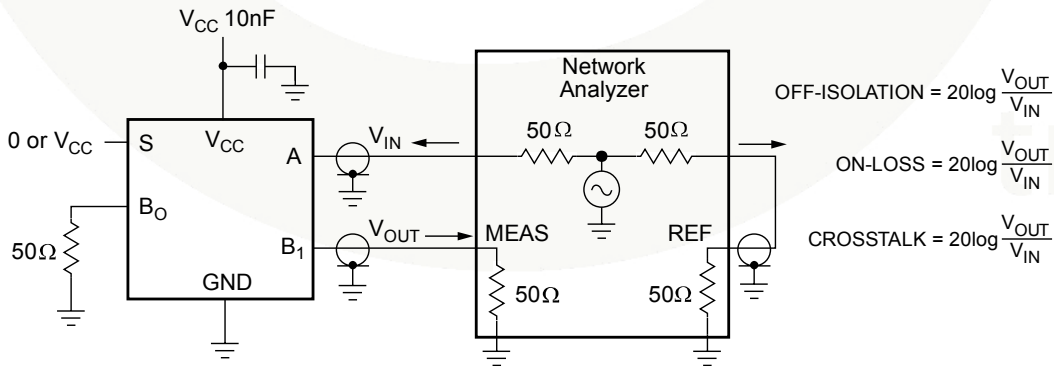 V_CC 10nF
Network
Analyzer
OFF-ISOLATION = 20log V_OUT / V_IN
0 or V_CC
S
V_CC
A
V_IN
50Ω
50Ω
ON-LOSS = 20log V_OUT / V_IN
B_O
50Ω
B_1
V_OUT
MEAS
REF
CROSSTALK = 20log V_OUT / V_IN
GND
50Ω
50Ω